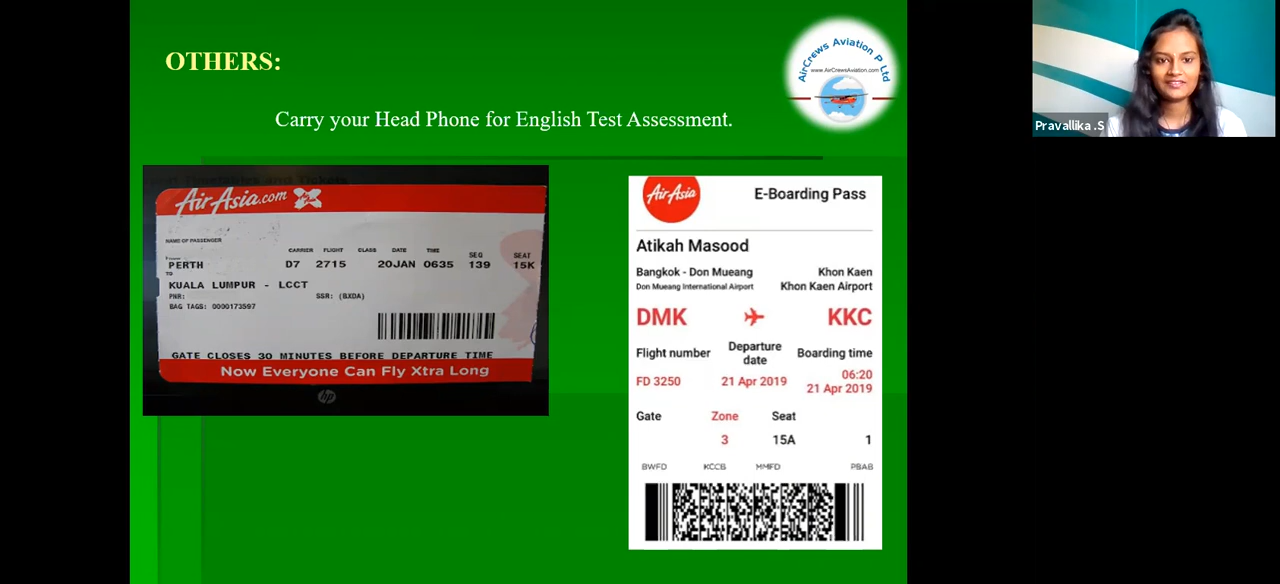 OTHERS:
AirCrews Aviation P Ltd
www.AirCrewsAviation.com
Carry your Head Phone for English Test Assessment.
Pravallika .S
AirAsia.com
NAME OF PASSENGER
CARRIER FLIGHT CLASS DATE TIME SEG SEAT
PERTH D7 2715 20JAN 0635 139 15K
TO
KUALA LUMPUR - LCCT
PNR: SSR: (BXDA)
BAG TAGS: 0000173597
GATE CLOSES 30 MINUTES BEFORE DEPARTURE TIME
Now Everyone Can Fly Xtra Long
hp
AirAsia E-Boarding Pass
Atikah Masood
Bangkok - Don Mueang Khon Kaen
Don Mueang International Airport Khon Kaen Airport
DMK KKC
Flight number Departure date Boarding time
FD 3250 21 Apr 2019 06:20
21 Apr 2019
Gate Zone Seat
3 15A 1
BWFD KCCB MMFD PSAB